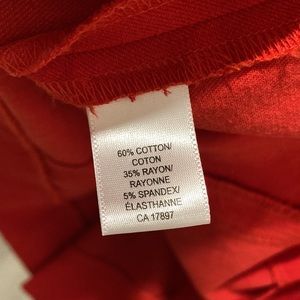 60% COTTON/
COTON
35% RAYON/
RAYONNE
5% SPANDEX/
ÉLASTHANNE
CA 17897